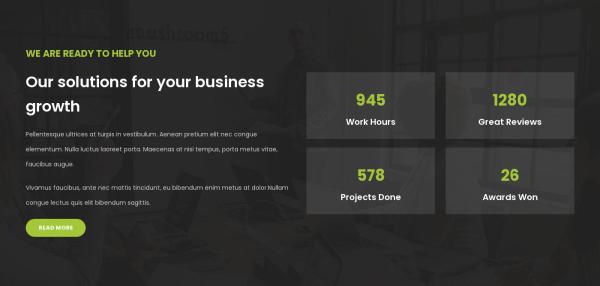 WE ARE READY TO HELP YOU
Our solutions for your business
growth
Pellentesque ultrices at turpis in vestibulum. Aenean pretium elit nec congue
elementum. Nulla luctus laoreet porta. Maecenas at nisi tempus, porta metus vitae,
faucibus augue.
Vivamus faucibus, ante nec mattis tincidunt, eu bibendum enim metus at dolor.Nullam
congue lectus quis elit bibendum sagittis.
READ MORE
945
Work Hours
1280
Great Reviews
578
Projects Done
26
Awards Won